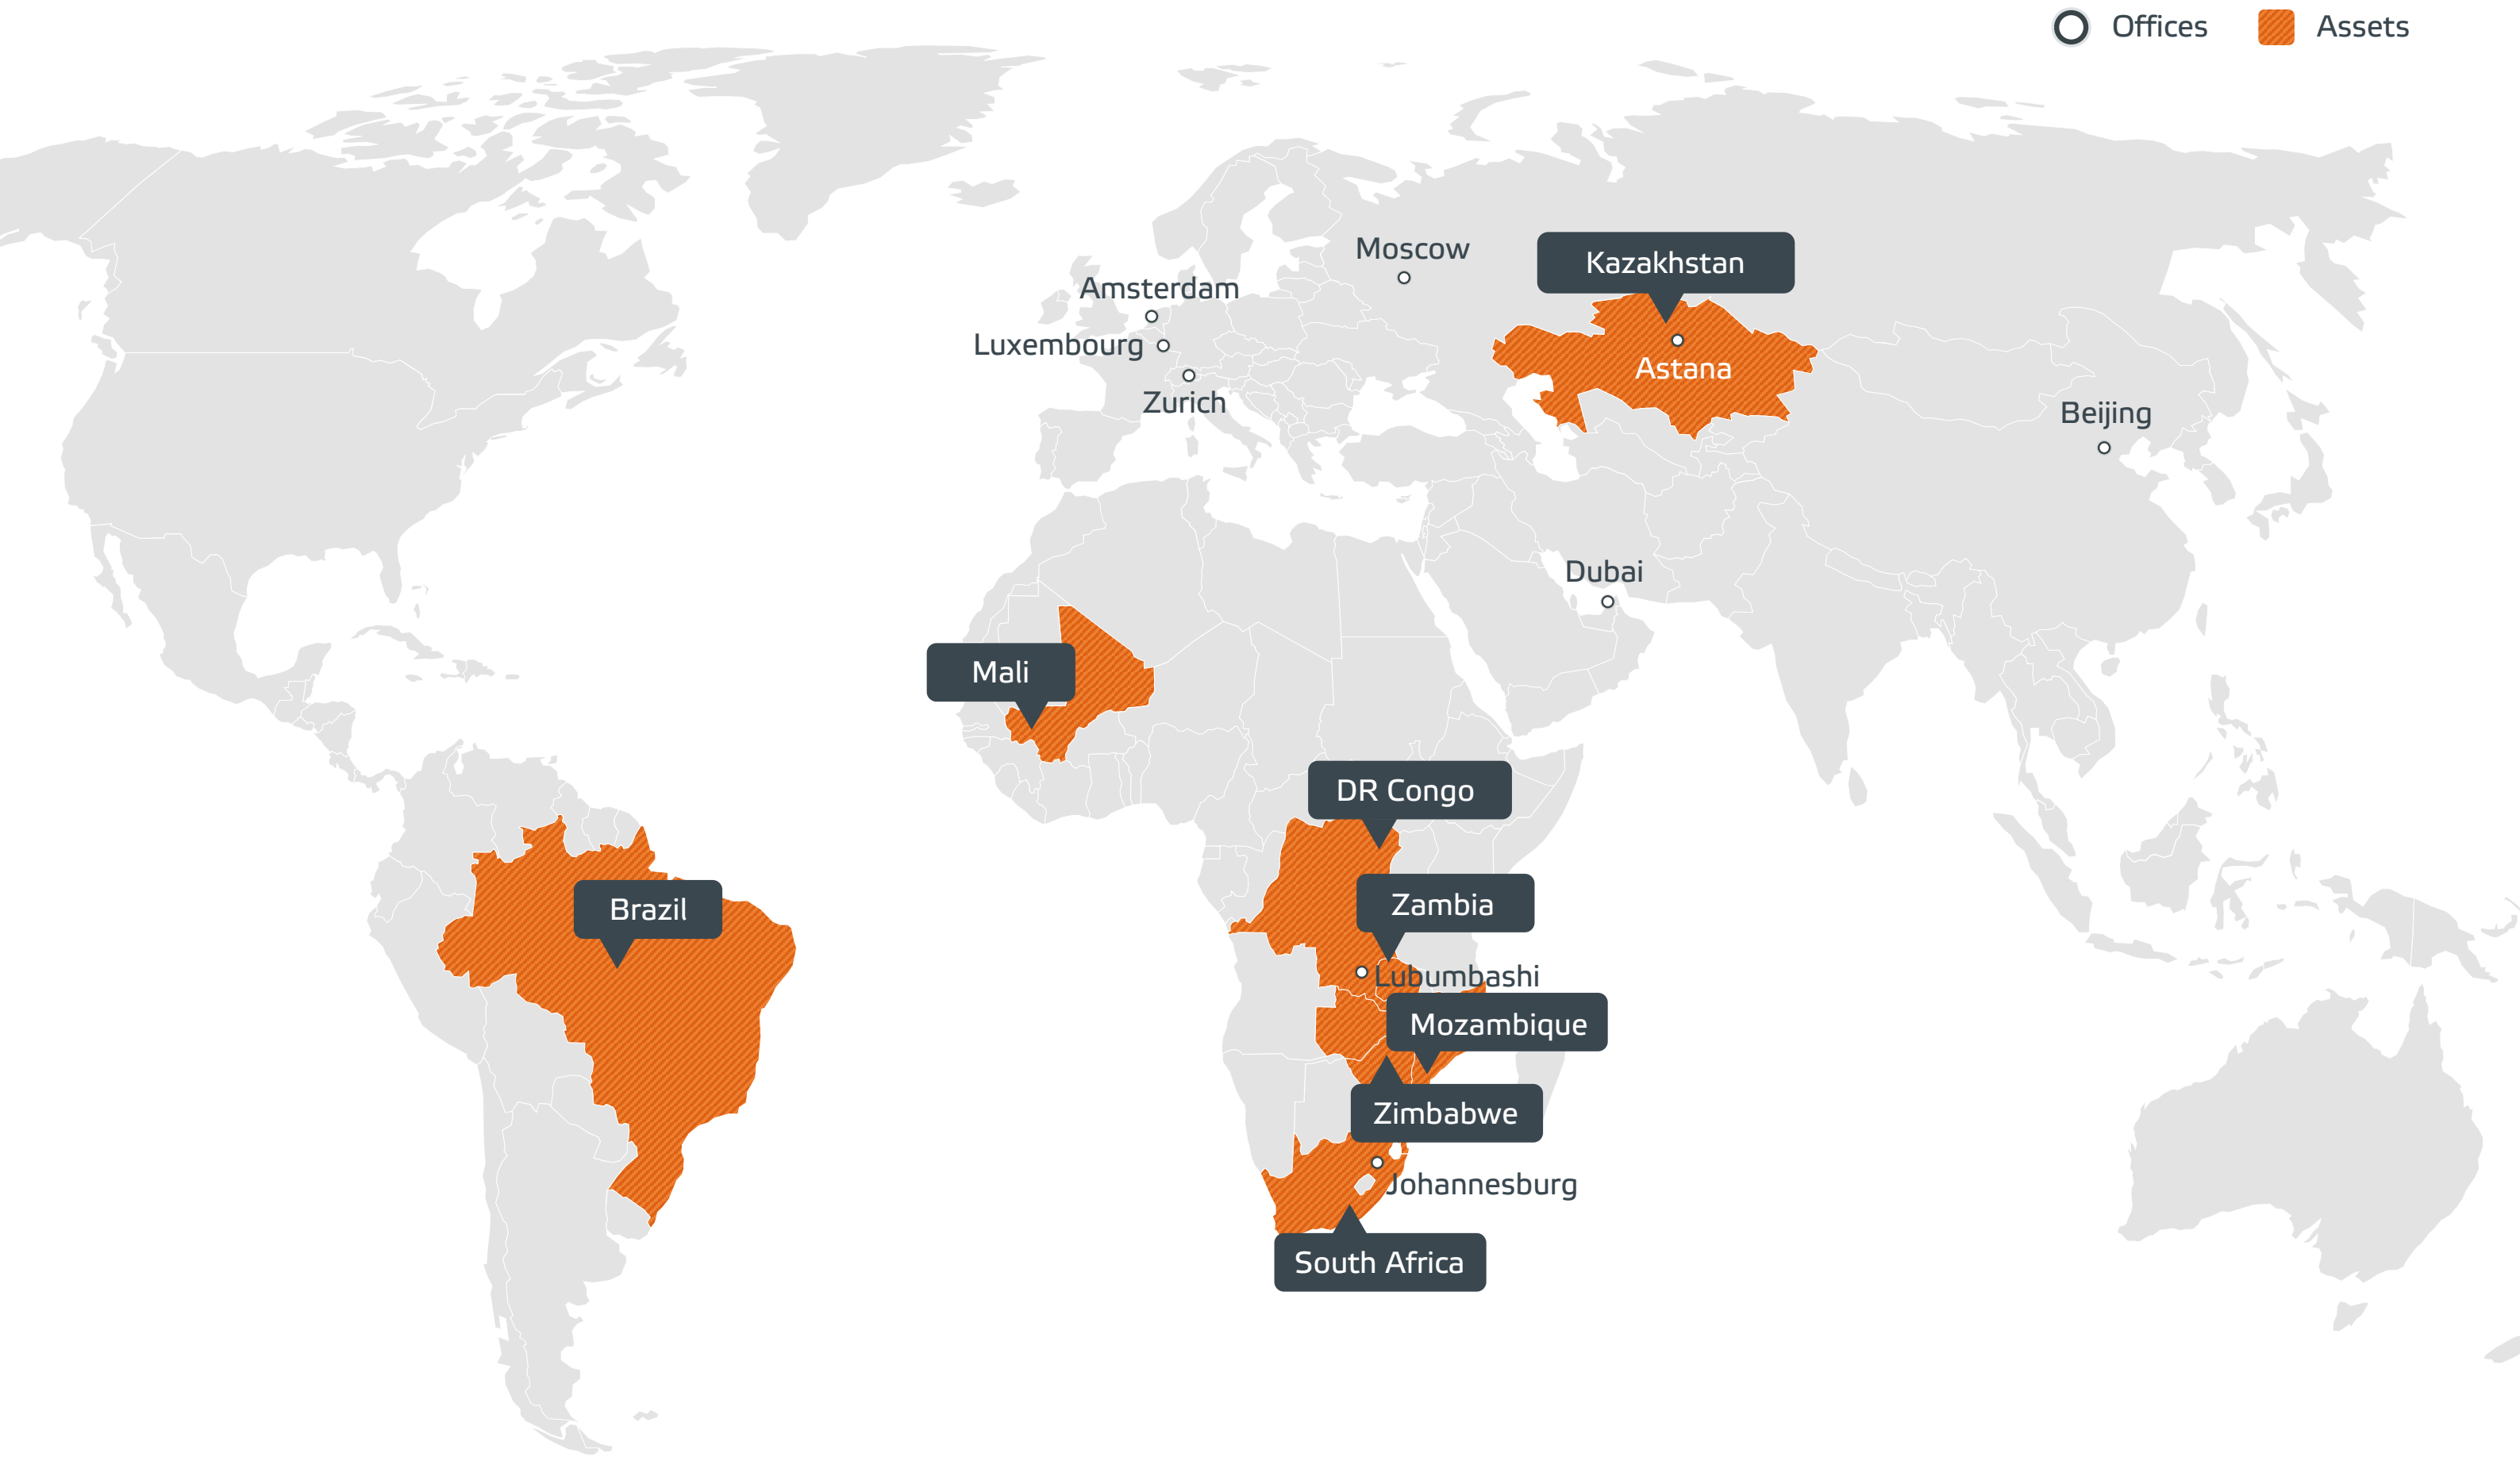 Offices
Assets
Moscow
Kazakhstan
Amsterdam
Luxembourg
Astana
Zurich
Beijing
Dubai
Mali
DR Congo
Brazil
Zambia
Lubumbashi
Mozambique
Zimbabwe
Johannesburg
South Africa